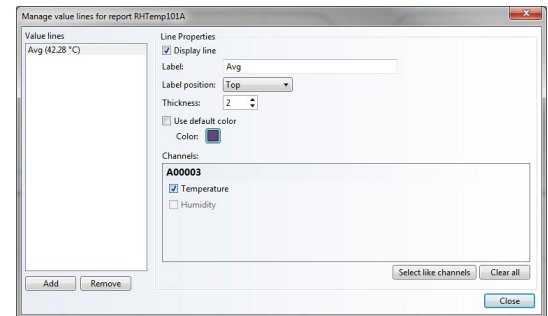 Manage value lines for report RHTemp101A
Value lines
Avg (42.28 °C)
Add Remove
Line Properties
Display line
Label: Avg
Label position: Top
Thickness: 2
Use default color
Color:
Channels:
A00003
Temperature
Humidity
Select like channels Clear all
Close